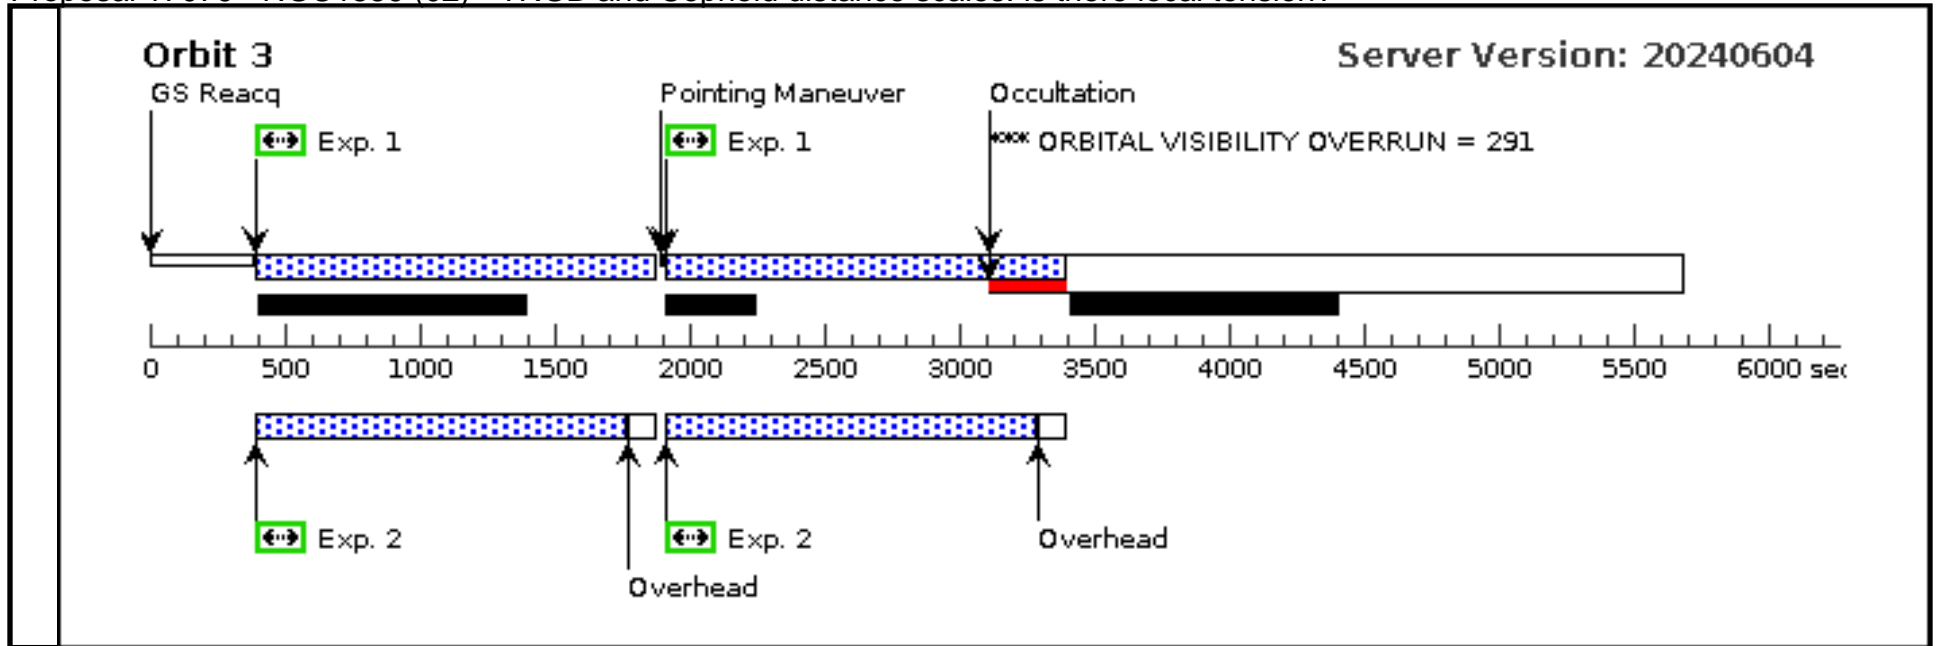 Orbit 3
Server Version: 20240604
GS Reacq
Pointing Maneuver
Occultation
Exp. 1
Exp. 1
**** ORBITAL VISIBILITY OVERRUN = 291
0 500 1000 1500 2000 2500 3000 3500 4000 4500 5000 5500 6000
Exp. 2
Exp. 2
Overhead
Overhead